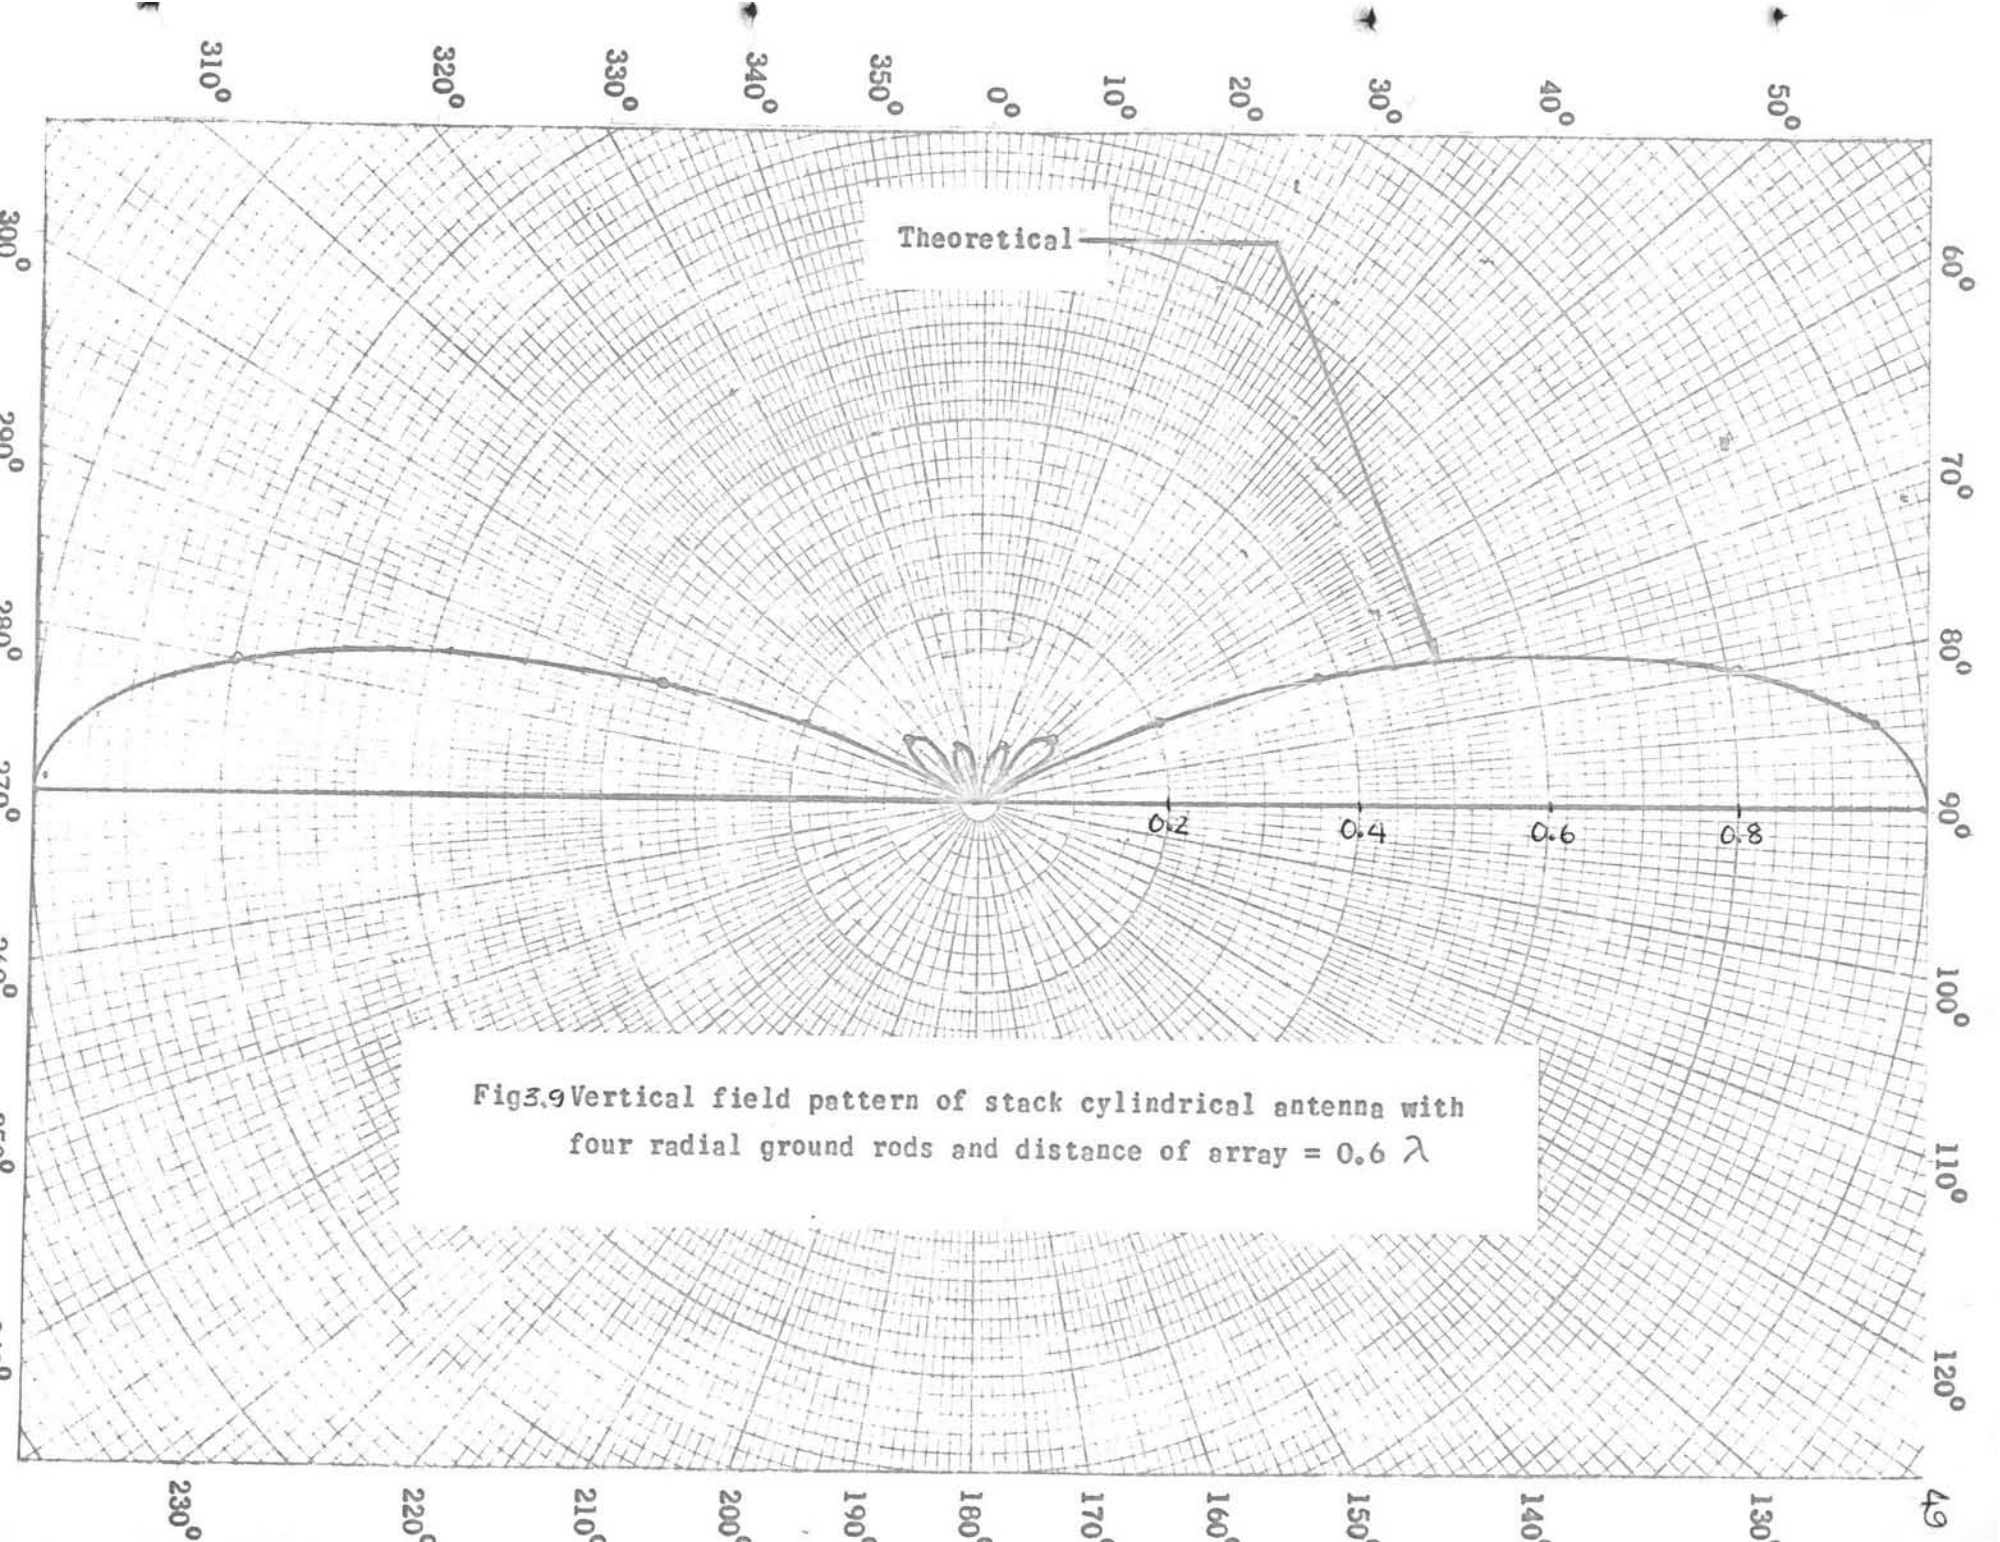 310° 320° 330° 340° 350° 0° 10° 20° 30° 40° 50°
300° 60°
Theoretical
290° 70°
280° 80°
270° 90°
0.2 0.4 0.6 0.8
100°
Fig3.9 Vertical field pattern of stack cylindrical antenna with
four radial ground rods and distance of array = 0.6 λ
110°
120°
230° 220° 210° 200° 190° 180° 170° 160° 150° 140° 130°
49